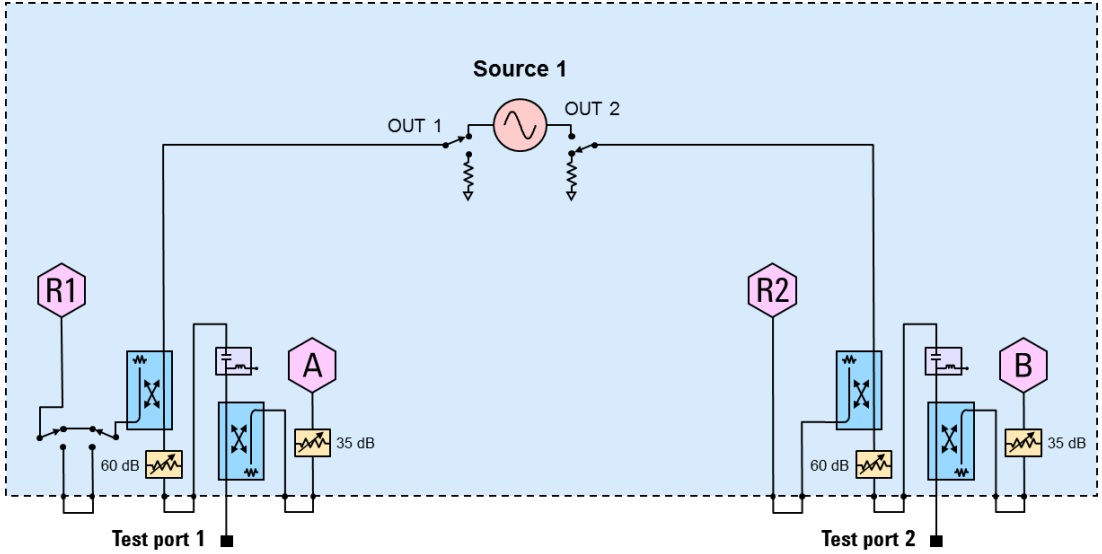 Source 1
OUT 1
OUT 2
R1
R2
A
B
35 dB
35 dB
60 dB
60 dB
Test port 1
Test port 2